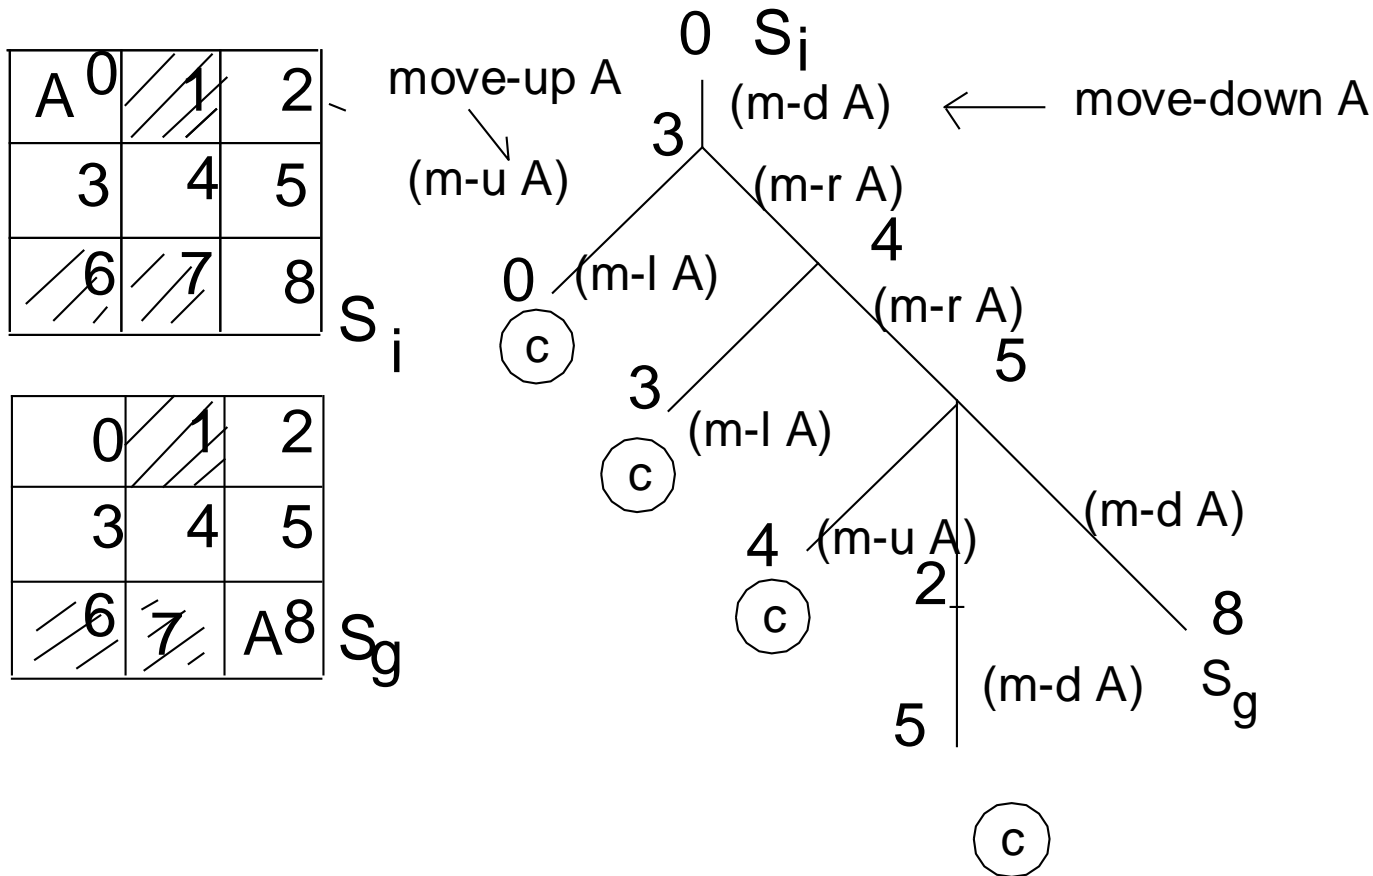 A 0 1 2
3 4 5
6 7 8
S i
0 1 2
3 4 5
6 7 A 8
S g
move-up A
(m-u A)
0 S i
(m-d A)
move-down A
3
(m-r A)
4
0
(m-l A)
c
(m-r A)
5
3
(m-l A)
c
4
(m-u A)
c
2
(m-d A)
8
S g
5
(m-d A)
c